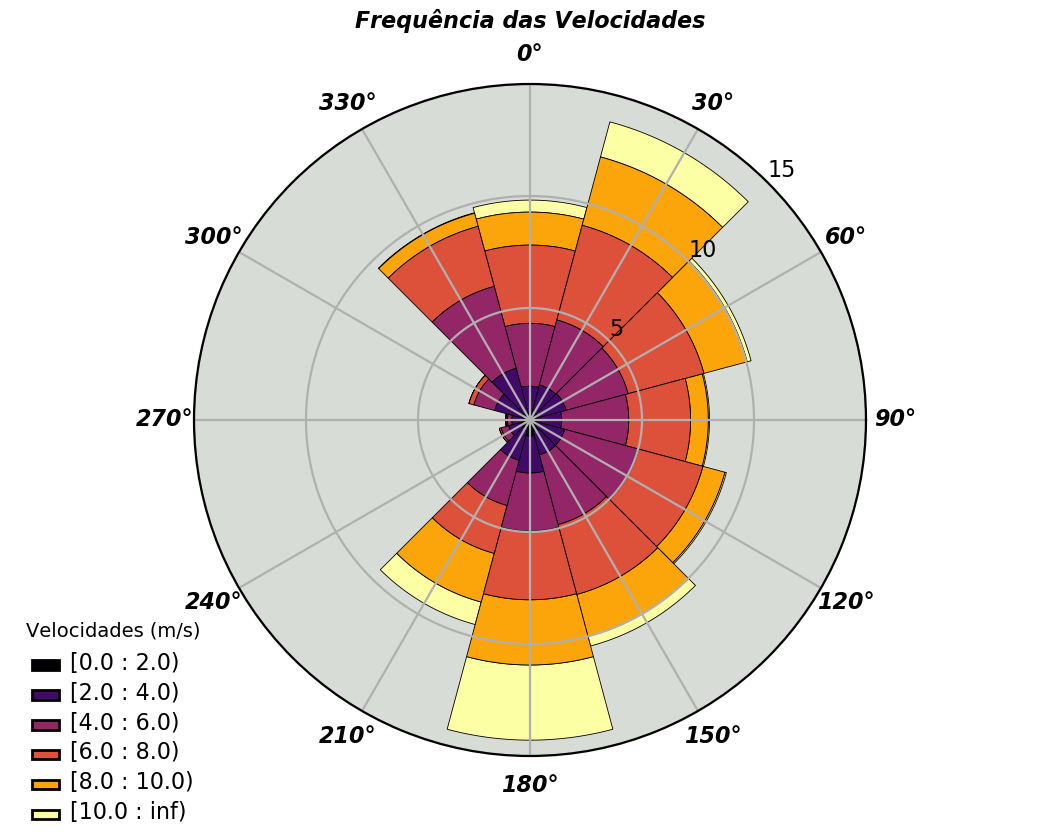 Frequência das Velocidades
0°
330°
30°
15
300°
60°
10
5
270°
90°
240°
120°
210°
150°
180°
Velocidades (m/s)
[0.0 : 2.0)
[2.0 : 4.0)
[4.0 : 6.0)
[6.0 : 8.0)
[8.0 : 10.0)
[10.0 : inf)